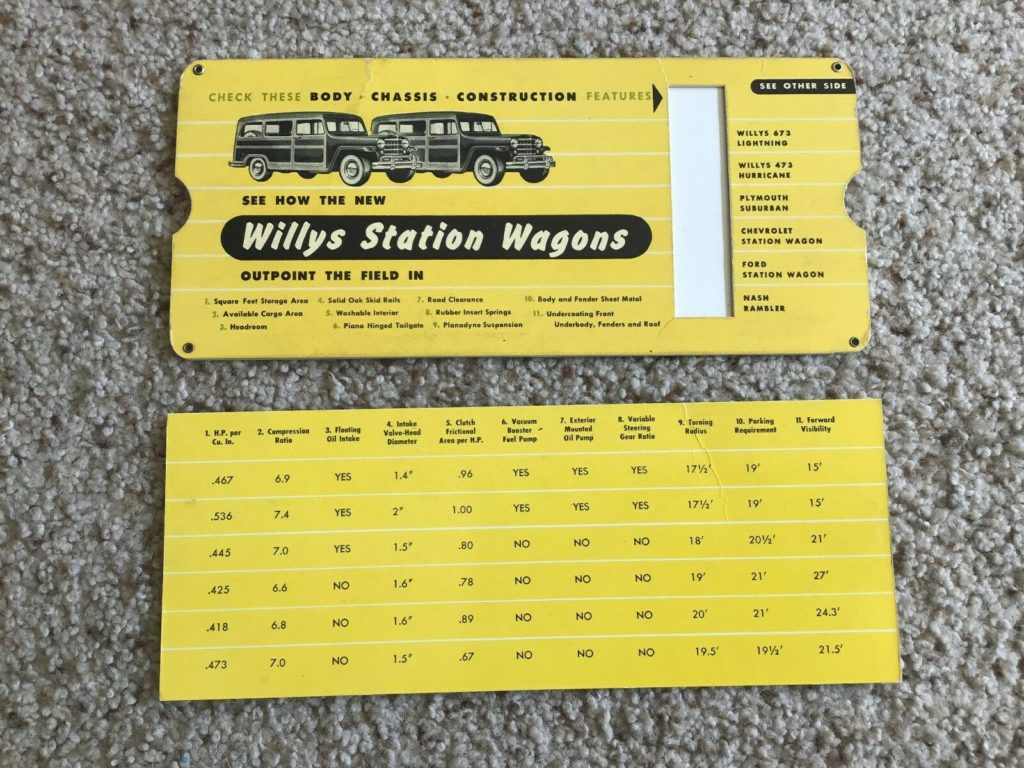 CHECK THESE BODY · CHASSIS · CONSTRUCTION FEATURES
SEE OTHER SIDE
WILLYS 673
LIGHTNING
WILLYS 473
HURRICANE
PLYMOUTH
SUBURBAN
CHEVROLET
STATION WAGON
FORD
STATION WAGON
NASH
RAMBLER
SEE HOW THE NEW
Willys Station Wagons
OUTPOINT THE FIELD IN
1. Square Feet Storage Area 4. Solid Oak Skid Rails 7. Road Clearance 10. Body and Fender Sheet Metal
2. Available Cargo Area 5. Washable Interior 8. Rubber Insert Springs 11. Undercoating Front
3. Headroom 6. Piano Hinged Tailgate 9. Planadyne Suspension Underbody, Fenders and Roof
1. H.P. per
Cu. In.
2. Compression
Ratio
3. Floating
Oil Intake
4. Intake
Valve-Head
Diameter
5. Clutch
Frictional
Area per H.P.
6. Vacuum
Booster
Fuel Pump
7. Exterior
Mounted
Oil Pump
8. Variable
Steering
Gear Ratio
9. Turning
Radius
10. Parking
Requirement
11. Forward
Visibility
.467 6.9 YES 1.4" .96 YES YES YES 17½' 19' 15'
.536 7.4 YES 2" 1.00 YES YES YES 17½' 19' 15'
.445 7.0 YES 1.5" .80 NO NO NO 18' 20½' 21'
.425 6.6 NO 1.6" .78 NO NO NO 19' 21' 27'
.418 6.8 NO 1.6" .89 NO NO NO 20' 21' 24.3'
.473 7.0 NO 1.5" .67 NO NO NO 19.5' 19½' 21.5'